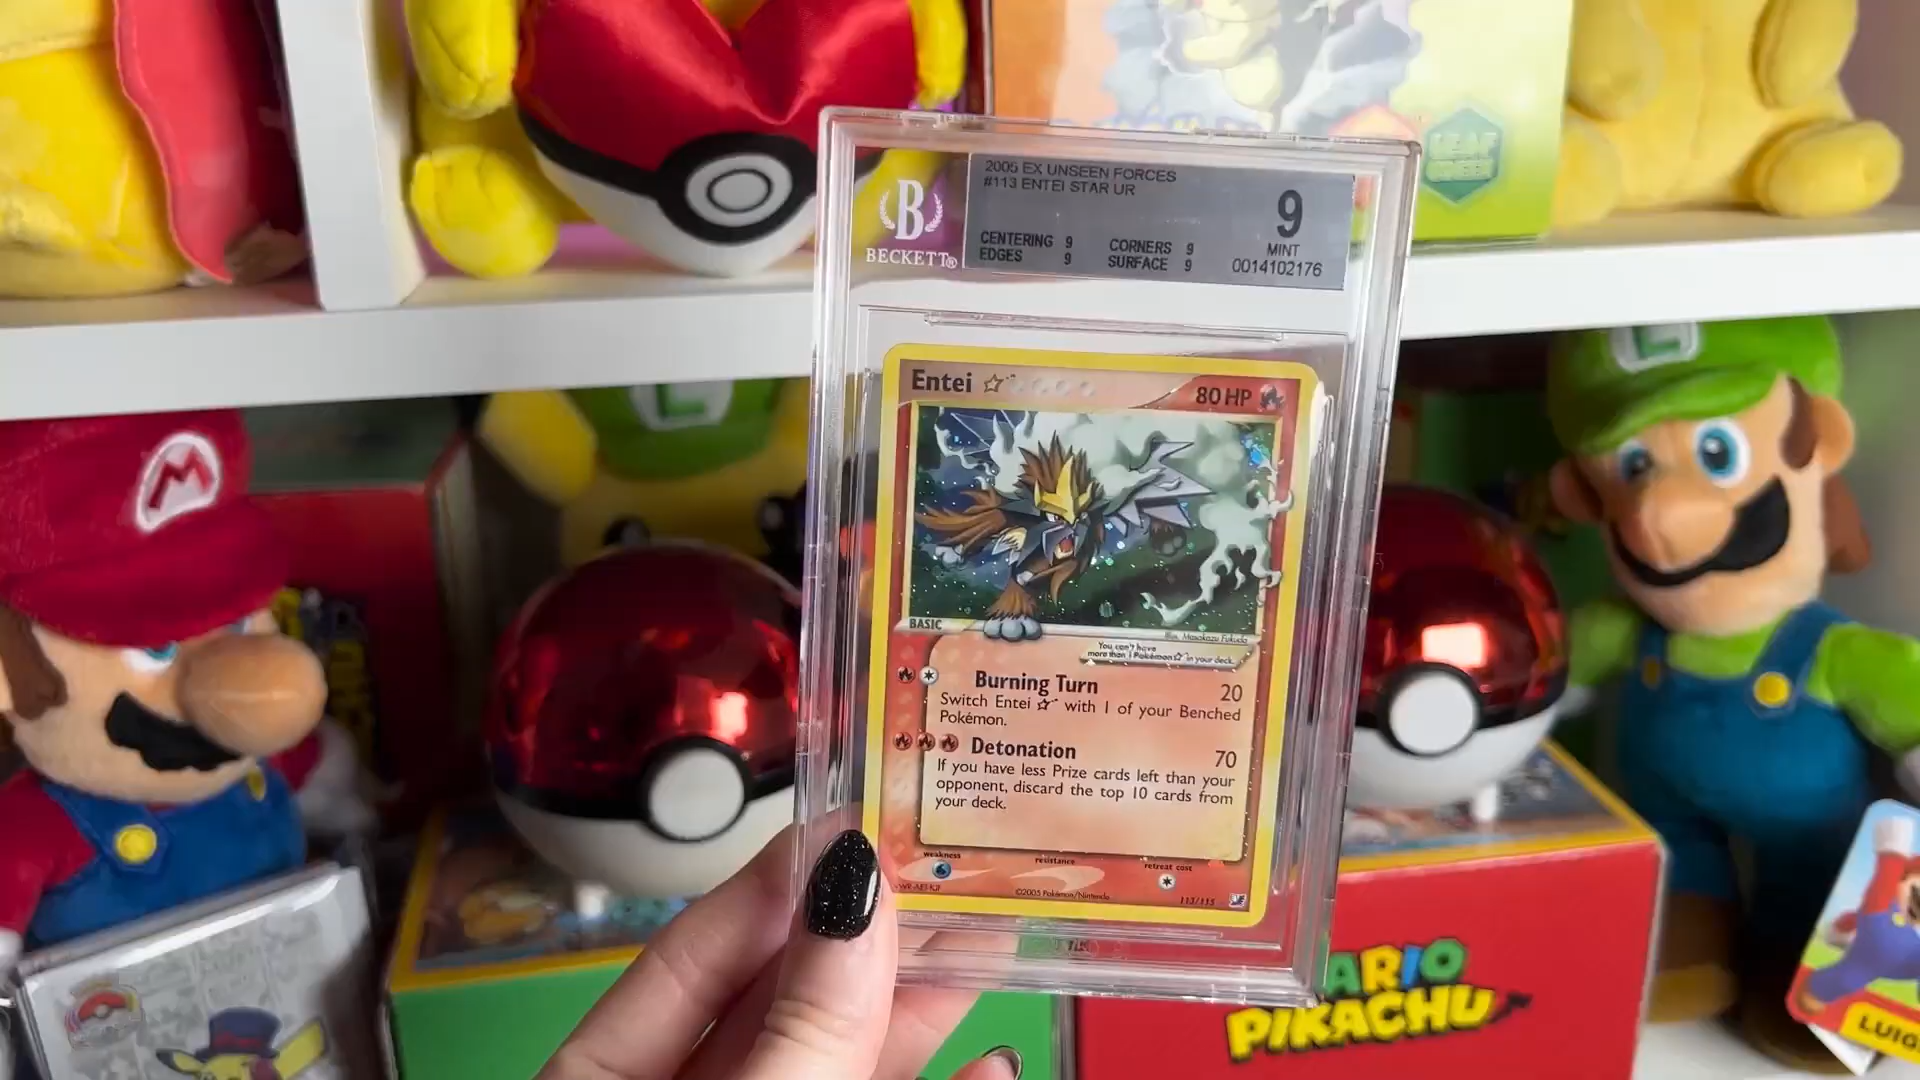 LEAF
GREEN
B
BECKETT®
2005 EX UNSEEN FORCES
#113 ENTEI STAR UR
CENTERING 9 CORNERS 9
EDGES 9 SURFACE 9
9
MINT
0014102176
Entei ☆
80 HP
BASIC
Illus. Masakazu Fukuda
You can't have
more than 1 Pokémon ☆ in your deck.
Burning Turn 20
Switch Entei ☆ with 1 of your Benched
Pokémon.
Detonation 70
If you have less Prize cards left than your
opponent, discard the top 10 cards from
your deck.
weakness
resistance
retreat cost
©2005 Pokémon/Nintendo
113/115
M
L
L
ARIO
PIKACHU
LUIG